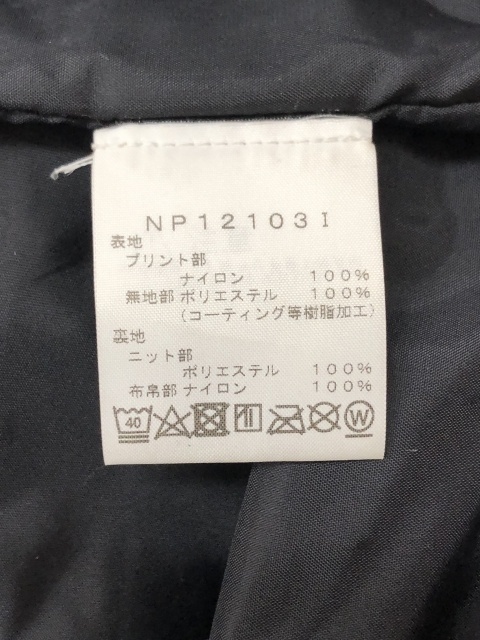 NP12103I
表地
プリント部
ナイロン 100%
無地部 ポリエステル 100%
(コーティング等樹脂加工)
裏地
ニット部
ポリエステル 100%
布帛部 ナイロン 100%
40 W